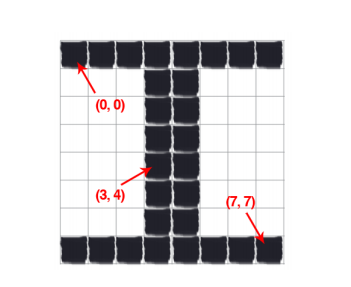 (0, 0)
(3, 4)
(7, 7)